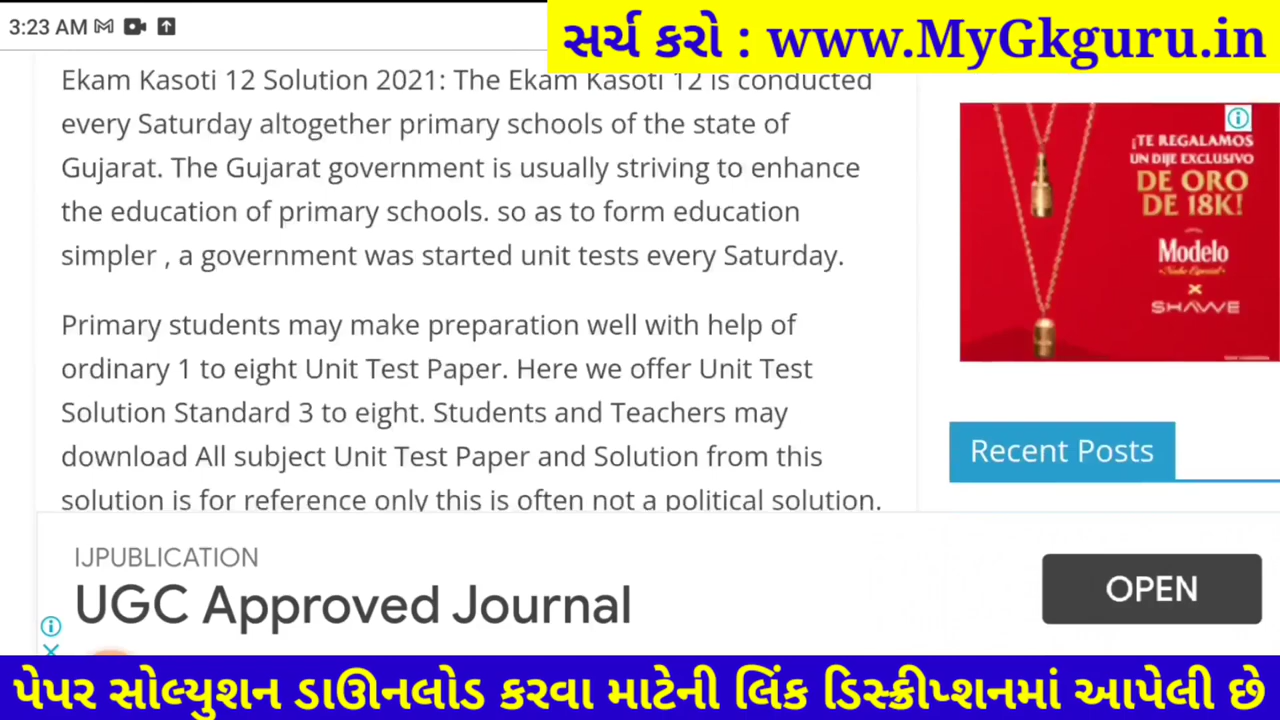 3:23 AM
સર્ચ કરો : www.MyGkguru.in
Ekam Kasoti 12 Solution 2021: The Ekam Kasoti 12 is conducted
every Saturday altogether primary schools of the state of
Gujarat. The Gujarat government is usually striving to enhance
the education of primary schools. so as to form education
simpler , a government was started unit tests every Saturday.
Primary students may make preparation well with help of
ordinary 1 to eight Unit Test Paper. Here we offer Unit Test
Solution Standard 3 to eight. Students and Teachers may
download All subject Unit Test Paper and Solution from this
solution is for reference only this is often not a political solution.
¡TE REGALAMOS
UN DIJE EXCLUSIVO
DE ORO
DE 18K!
Modelo
X
SHAWE
Recent Posts
IJPUBLICATION
UGC Approved Journal
OPEN
પેપર સોલ્યુશન ડાઊનલોડ કરવા માટેની લિંક ડિસ્ક્રીપ્શનમાં આપેલી છે